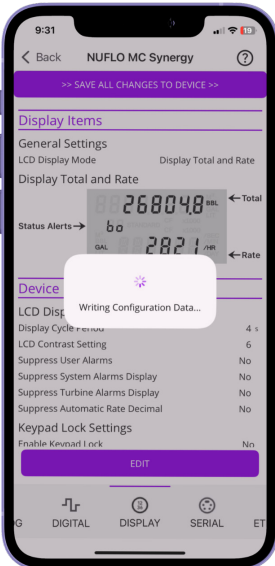 9:31 19
Back NUFLO MC Synergy ?
>> SAVE ALL CHANGES TO DEVICE >>
Display Items
General Settings
LCD Display Mode Display Total and Rate
Display Total and Rate
26804.8 BBL Total
Status Alerts bo
GAL 282.1 /HR Rate
Device
LCD Disp
Writing Configuration Data...
Display Cycle Period 4 s
LCD Contrast Setting 6
Suppress User Alarms No
Suppress System Alarms Display No
Suppress Turbine Alarms Display No
Suppress Automatic Rate Decimal No
Keypad Lock Settings
Enable Keypad Lock No
EDIT
G DIGITAL DISPLAY SERIAL ET